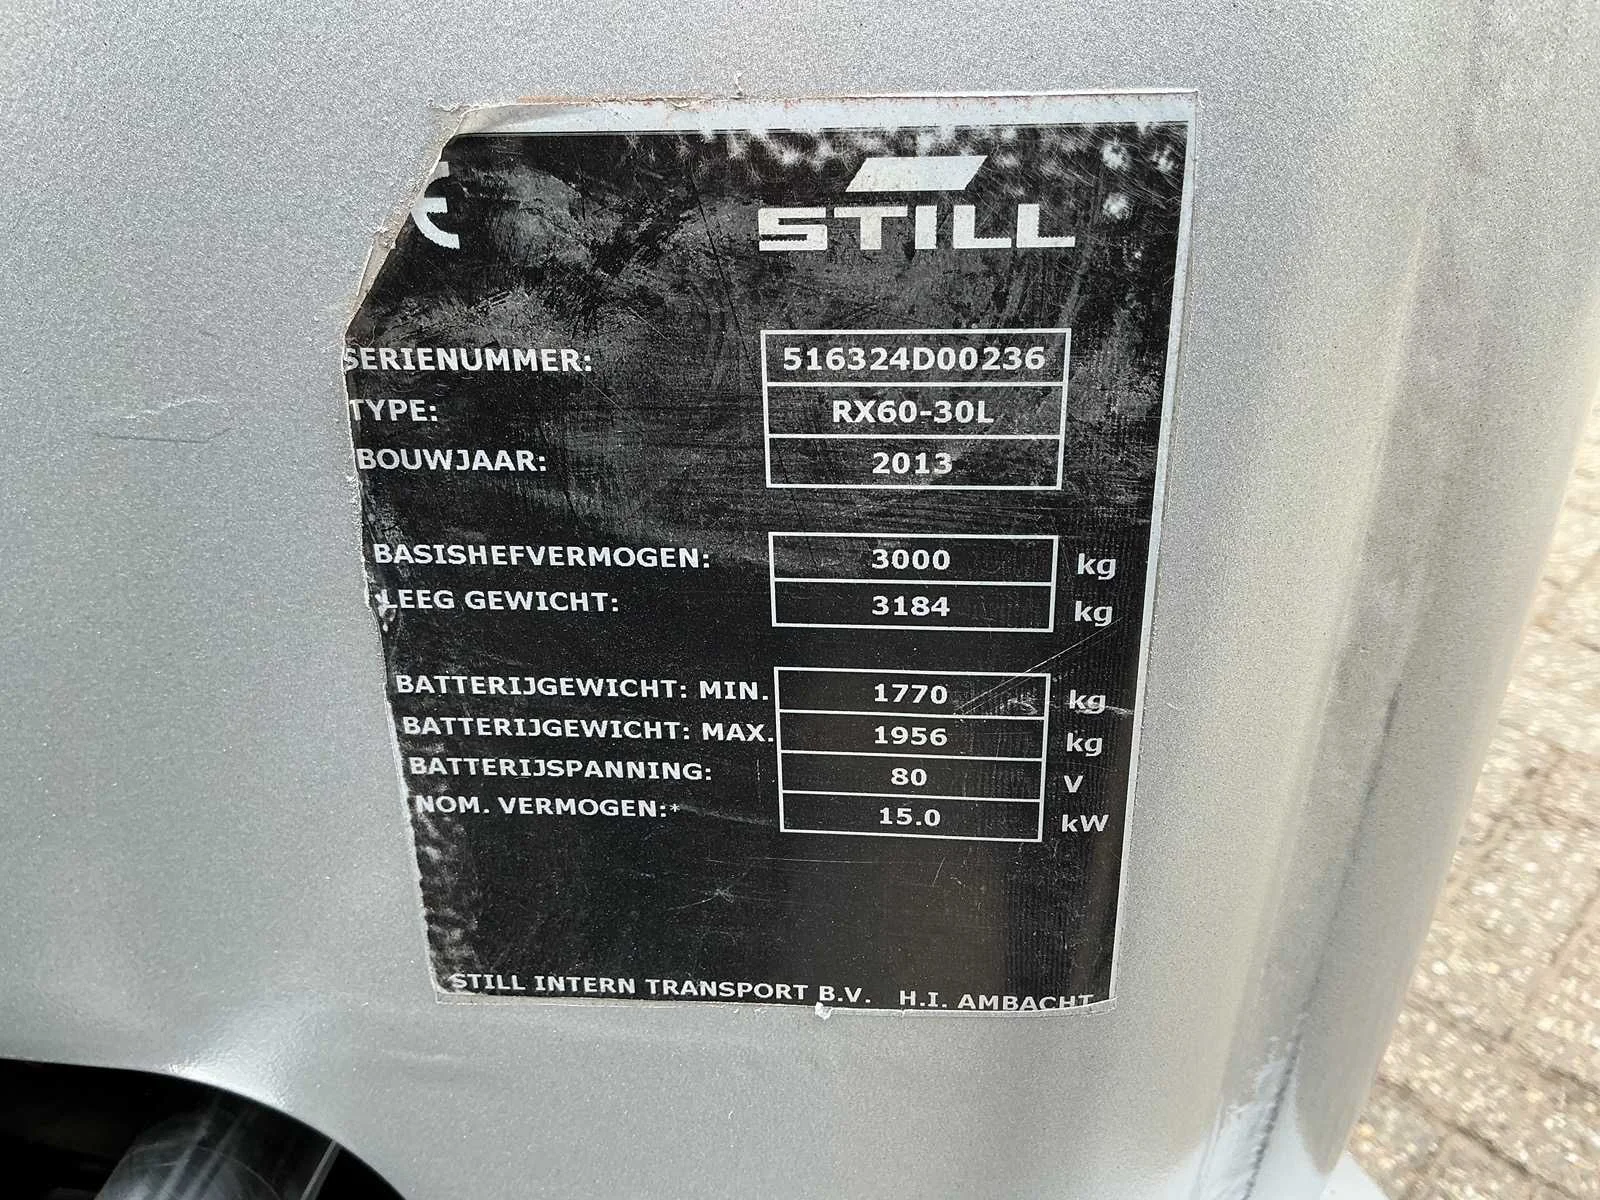 CE
STILL
SERIENUMMER: 516324D00236
TYPE: RX60-30L
BOUWJAAR: 2013
BASISHEFVERMOGEN: 3000 kg
LEEG GEWICHT: 3184 kg
BATTERIJGEWICHT: MIN. 1770 kg
BATTERIJGEWICHT: MAX. 1956 kg
BATTERIJSPANNING: 80 V
NOM. VERMOGEN:* 15.0 kW
STILL INTERN TRANSPORT B.V. H.I. AMBACHT